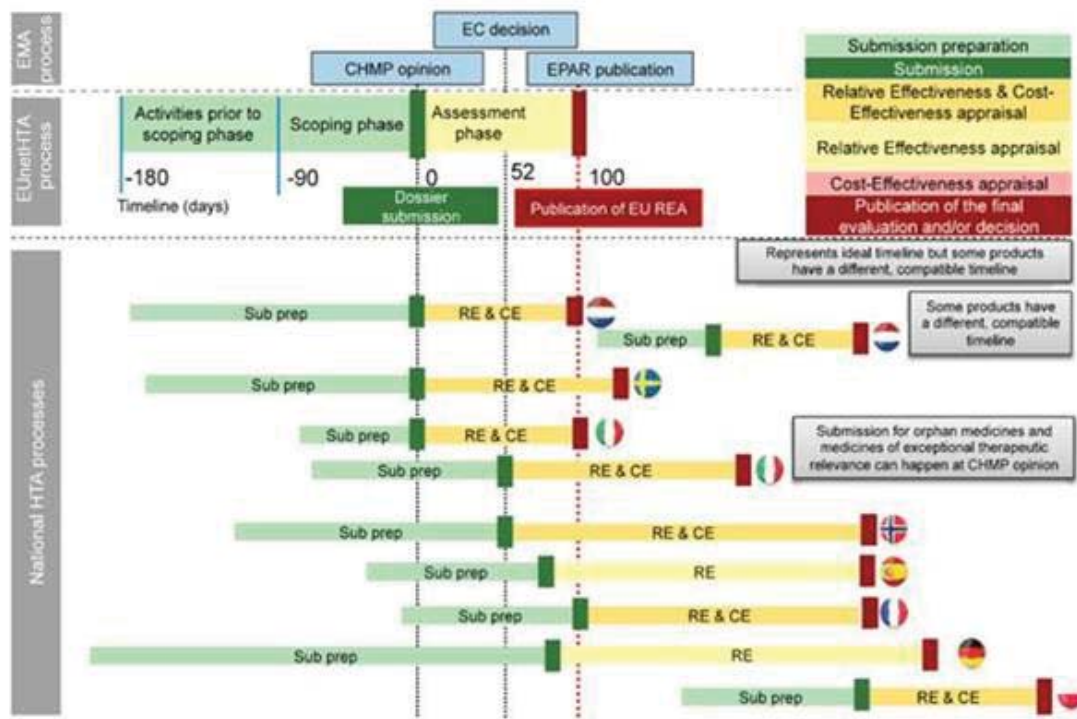 EMA
process
EC decision
CHMP opinion
EPAR publication
Submission preparation
Submission
Relative Effectiveness & Cost-
Effectiveness appraisal
Relative Effectiveness appraisal
Cost-Effectiveness appraisal
Publication of the final
evaluation and/or decision
EUnetHTA
process
Activities prior to
scoping phase
Scoping phase
Assessment
phase
-180
-90
0
52
100
Timeline (days)
Dossier
submission
Publication of EU REA
National HTA processes
Represents ideal timeline but some products
have a different, compatible timeline
Sub prep
RE & CE
Some products have
a different, compatible
timeline
Sub prep
RE & CE
Sub prep
RE & CE
Sub prep
RE & CE
Submission for orphan medicines and
medicines of exceptional therapeutic
relevance can happen at CHMP opinion
Sub prep
RE & CE
Sub prep
RE & CE
Sub prep
RE
Sub prep
RE & CE
Sub prep
RE
Sub prep
RE & CE